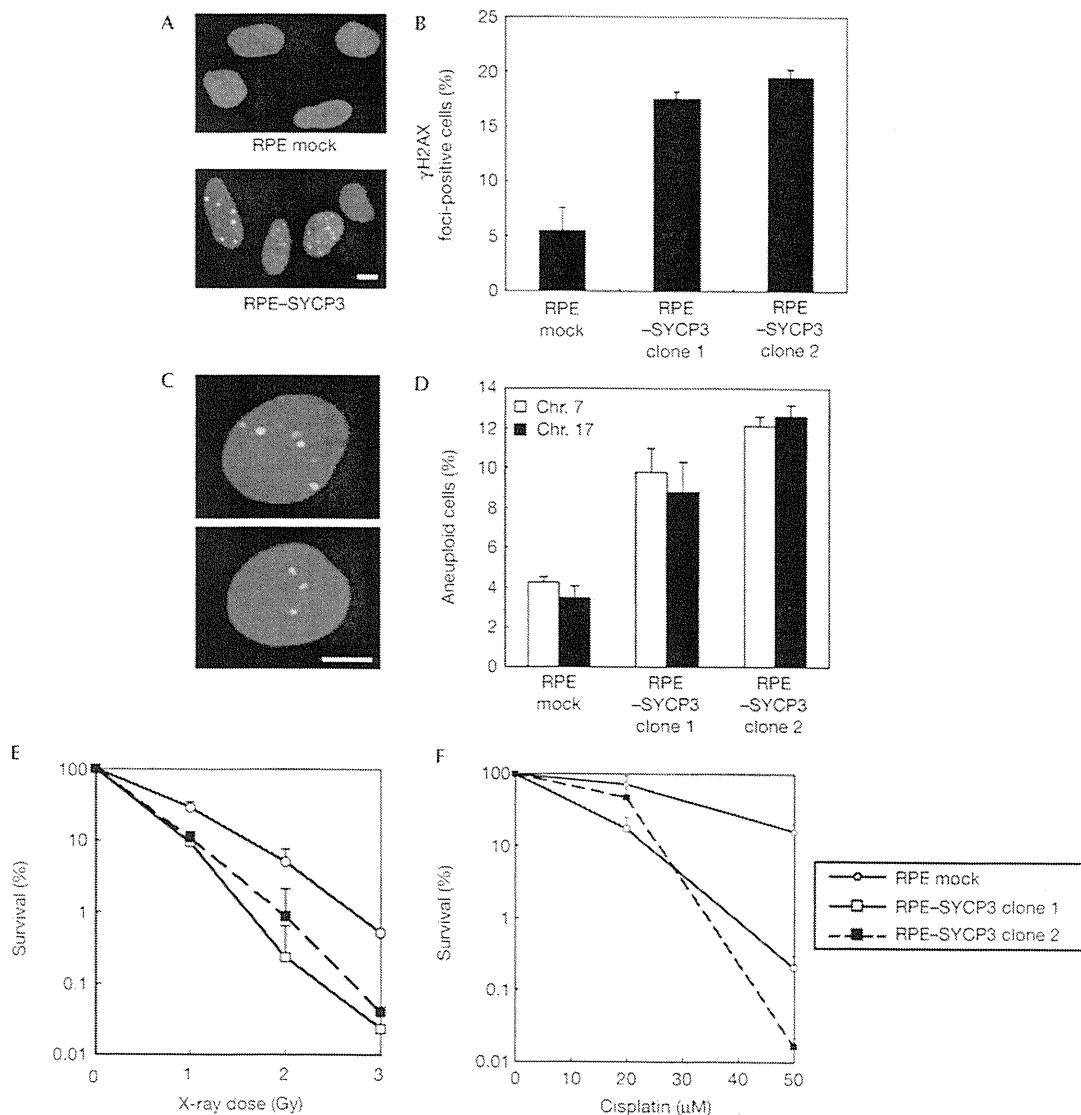 A
RPE mock
RPE–SYCP3
B
γH2AX
foci-positive cells (%)
25
20
15
10
5
0
RPE
mock
RPE
–SYCP3
clone 1
RPE
–SYCP3
clone 2
C
D
Aneuploid cells (%)
14
12
10
8
6
4
2
0
Chr. 7
Chr. 17
RPE
mock
RPE
–SYCP3
clone 1
RPE
–SYCP3
clone 2
E
Survival (%)
100
10
1
0.1
0.01
0 1 2 3
X-ray dose (Gy)
F
Survival (%)
100
10
1
0.1
0.01
0 10 20 30 40 50
Cisplatin (μM)
RPE mock
RPE–SYCP3 clone 1
RPE–SYCP3 clone 2